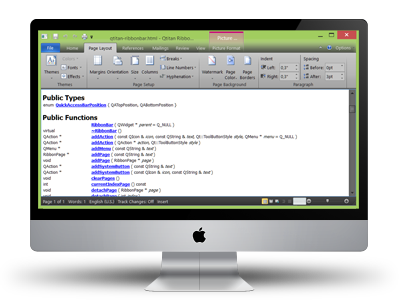 qtitan-ribbonbar.html - QtitanRibbon...
Picture ...
File Home Page Layout References Mailings Review View Picture Format Options
Themes Fonts Effects Margins Orientation Size Columns Breaks Line Numbers Hyphenation Watermark Page Color Page Borders Indent Left: 0.3" Right: 0.3" Spacing Before: 0pt After: 3pt
Themes Page Setup Page Background Paragraph
Public Types
enum QuickAccessBarPosition { QATopPosition, QABottomPosition }
Public Functions
RibbonBar ( QWidget * parent = Q_NULL )
virtual ~RibbonBar ()
QAction * addAction ( const QIcon & icon, const QString & text, Qt::ToolButtonStyle style, QMenu * menu = Q_NULL )
QAction * addAction ( QAction * action, Qt::ToolButtonStyle style )
QMenu * addMenu ( const QString & text )
RibbonPage * addPage ( const QString & text )
void addPage ( RibbonPage * page )
QAction * addSystemButton ( const QString & text )
QAction * addSystemButton ( const QIcon & icon, const QString & text )
void clearPages ()
int currentIndexPage () const
void detachPage ( RibbonPage * page )
Page 1 of 1 Words: 1 English (U.S.) Track Changes: Off Insert